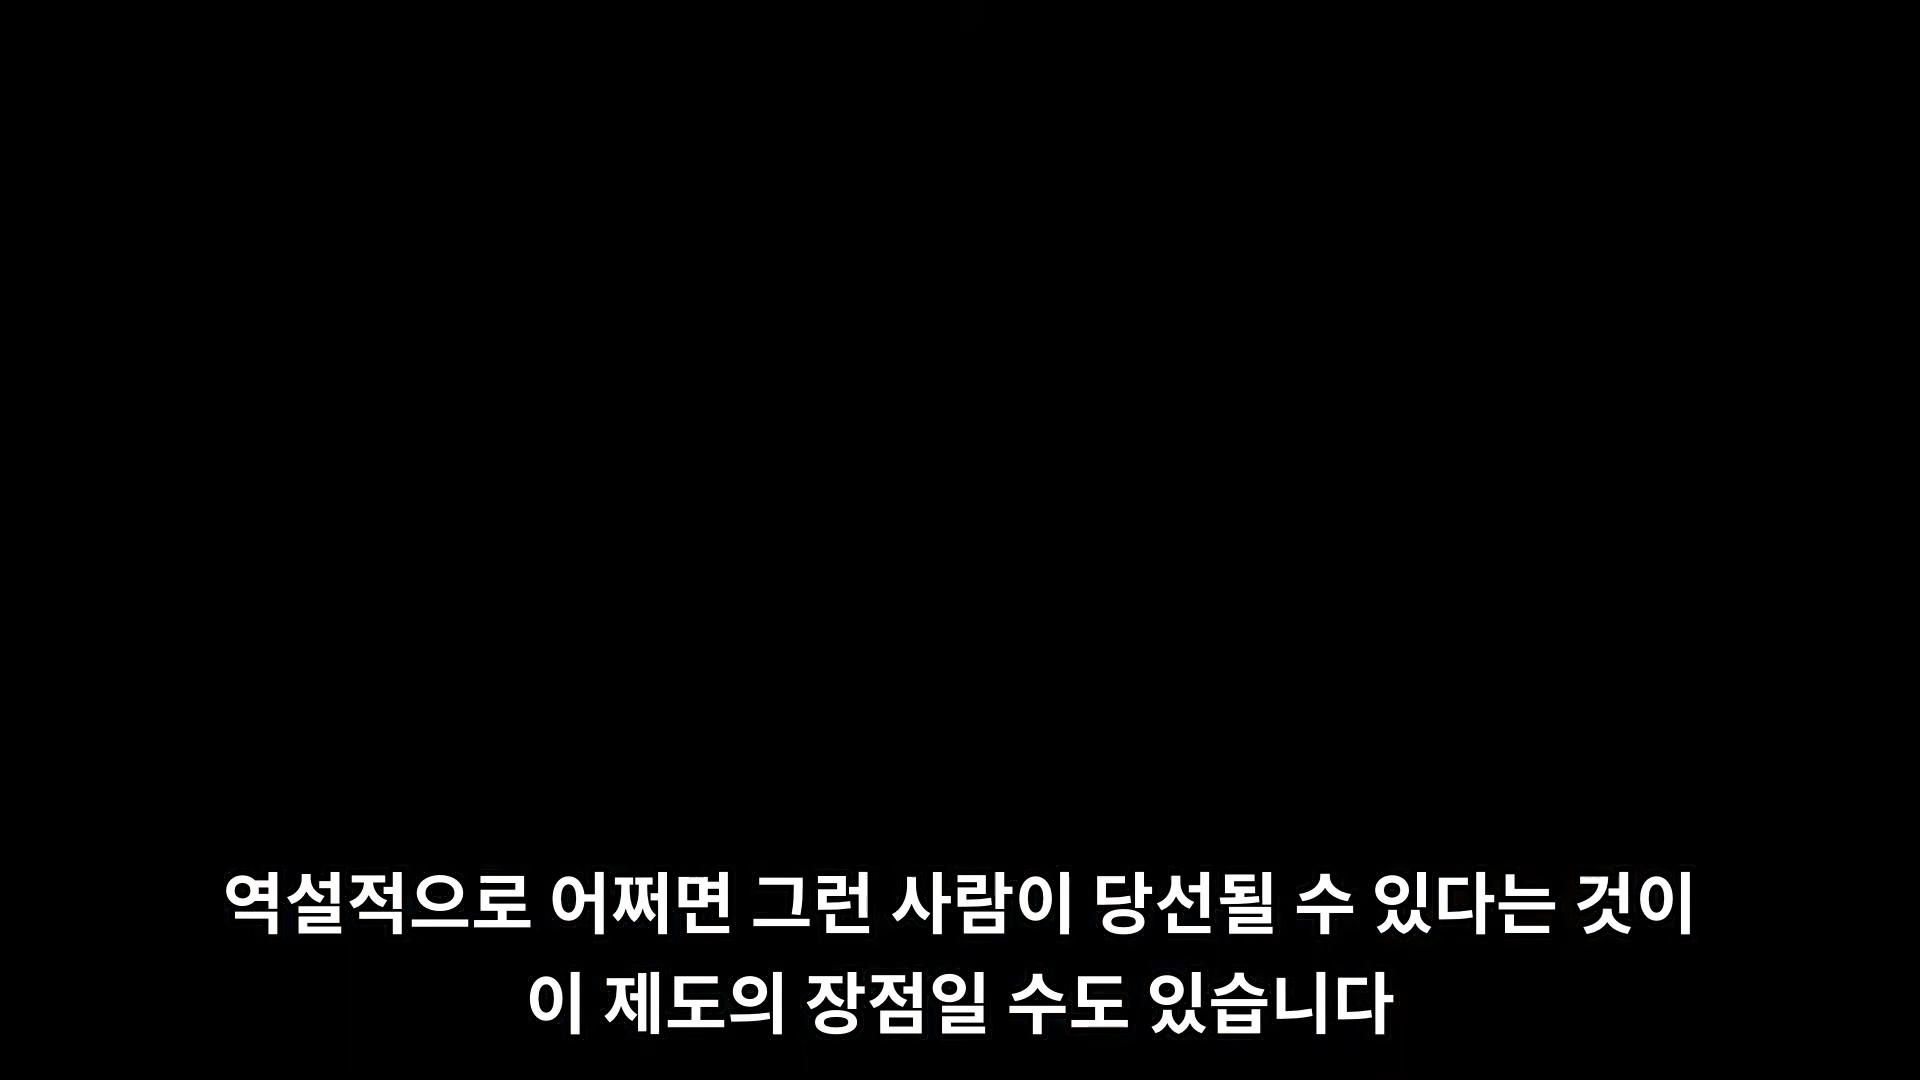 역설적으로 어쩌면 그런 사람이 당선될 수 있다는 것이
이 제도의 장점일 수도 있습니다